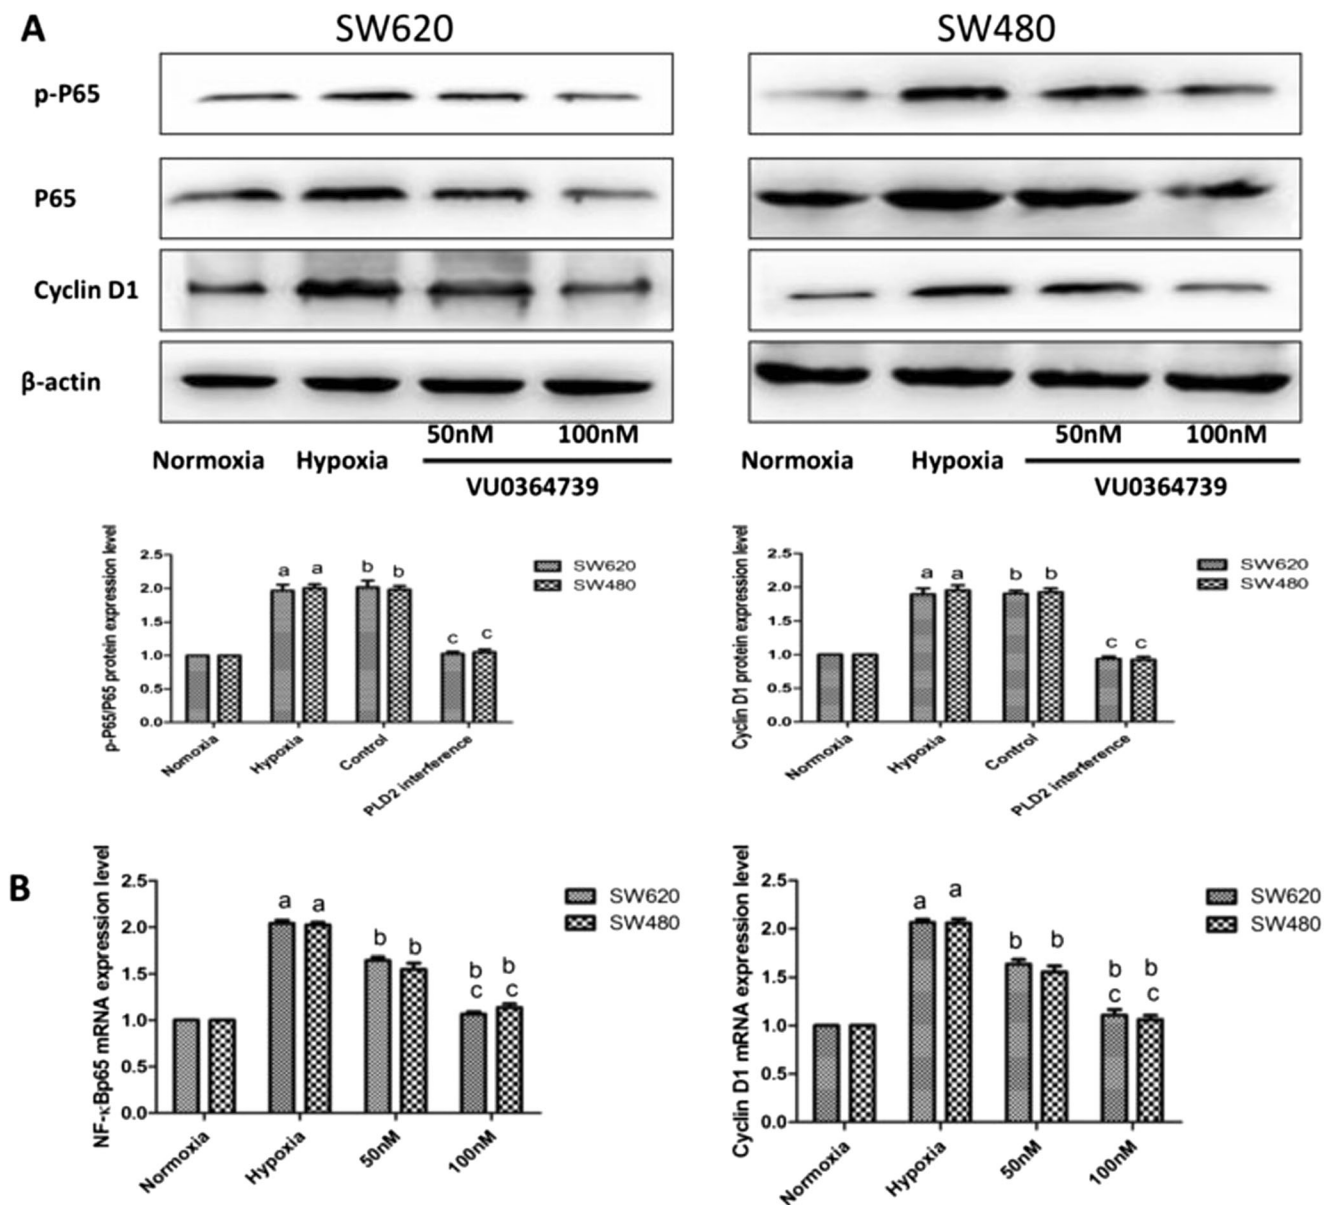 A
SW620
SW480
p-P65
P65
Cyclin D1
β-actin
50nM
100nM
50nM
100nM
Normoxia
Hypoxia
Normoxia
Hypoxia
VU0364739
VU0364739
p-P65/P65 protein expression level
2.5
2.0
1.5
1.0
0.5
0.0
a
a
b
b
c
c
SW620
SW480
Nomoxia
Hypoxia
Control
PLD2 interference
Cyclin D1 protein expression level
2.5
2.0
1.5
1.0
0.5
0.0
a
a
b
b
c
c
SW620
SW480
Normoxia
Hypoxia
Control
PLD2 interference
B
NF-κBp65 mRNA expression level
2.5
2.0
1.5
1.0
0.5
0.0
a
a
b
b
b
b
c
c
SW620
SW480
Normoxia
Hypoxia
50nM
100nM
Cyclin D1 mRNA expression level
2.5
2.0
1.5
1.0
0.5
0.0
a
a
b
b
b
b
c
c
SW620
SW480
Normoxia
Hypoxia
50nM
100nM